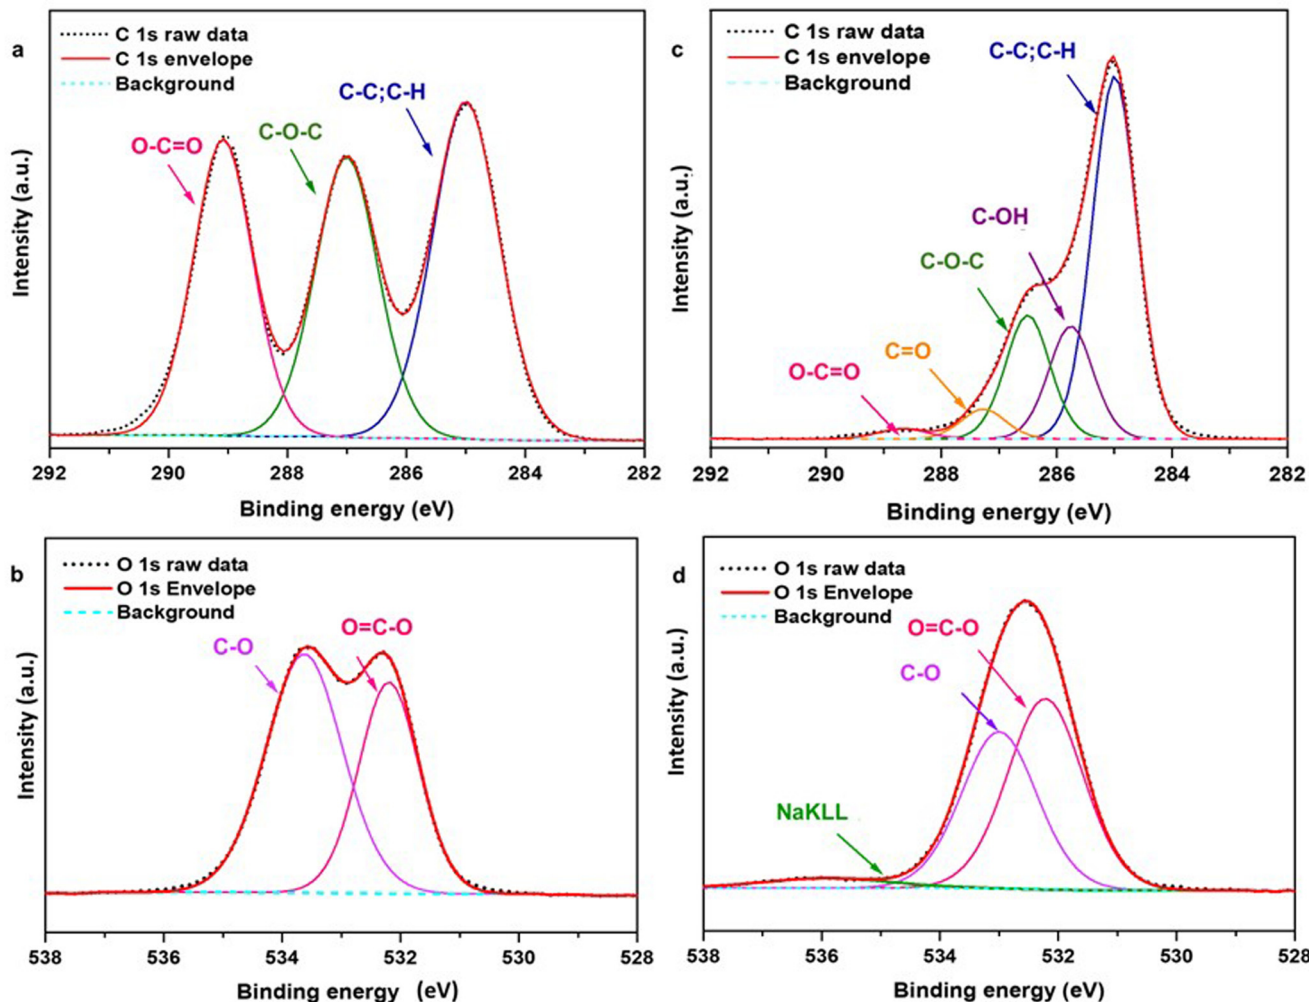 a
C 1s raw data
C 1s envelope
Background
O-C=O
C-O-C
C-C;C-H
Intensity (a.u.)
292
290
288
286
284
282
Binding energy (eV)
c
C 1s raw data
C 1s envelope
Background
C-C;C-H
C-OH
C-O-C
C=O
O-C=O
Intensity (a.u.)
292
290
288
286
284
282
Binding energy (eV)
b
O 1s raw data
O 1s Envelope
Background
C-O
O=C-O
Intensity (a.u.)
538
536
534
532
530
528
Binding energy (eV)
d
O 1s raw data
O 1s Envelope
Background
O=C-O
C-O
NaKLL
Intensity (a.u.)
538
536
534
532
530
528
Binding energy (eV)